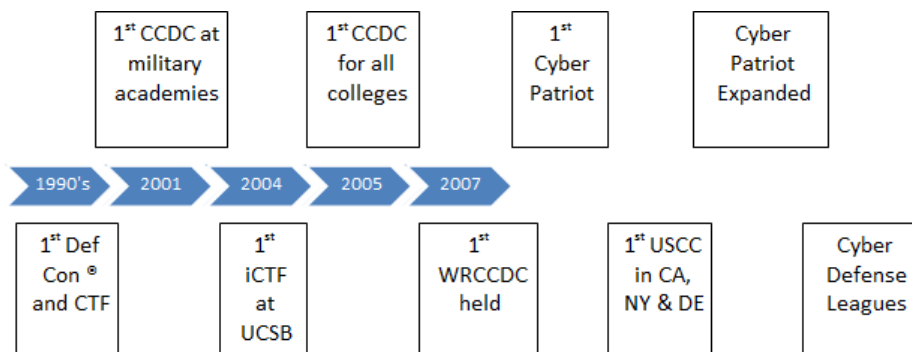 1st CCDC at
military
academies
1st CCDC
for all
colleges
1st
Cyber
Patriot
Cyber
Patriot
Expanded
1990's
2001
2004
2005
2007
1st Def
Con ®
and CTF
1st
iCTF
at
UCSB
1st
WRCCDC
held
1st USCC
in CA,
NY & DE
Cyber
Defense
Leagues